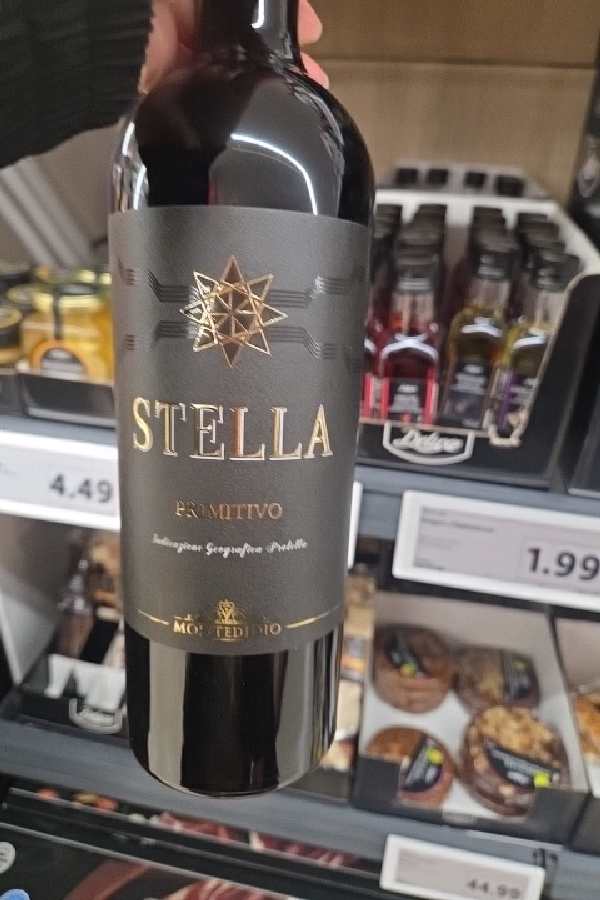 STELLA
PRIMITIVO
Indicazione Geografica Protetta
MONTEDIDIO
Deluxe
4.49
1.99
44.99